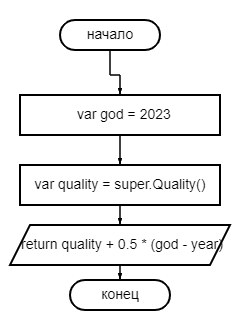 начало
var god = 2023
var quality = super.Quality()
return quality + 0.5 * (god - year)
конец